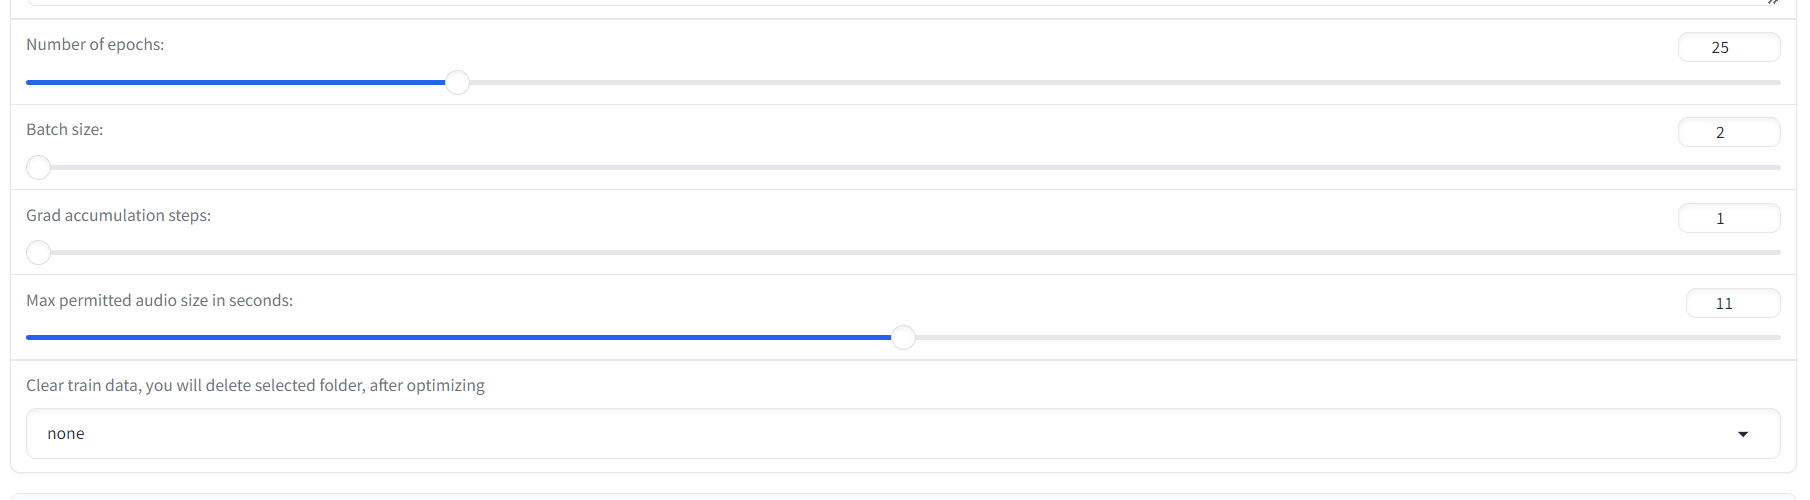 Number of epochs:
25
Batch size:
2
Grad accumulation steps:
1
Max permitted audio size in seconds:
11
Clear train data, you will delete selected folder, after optimizing
none